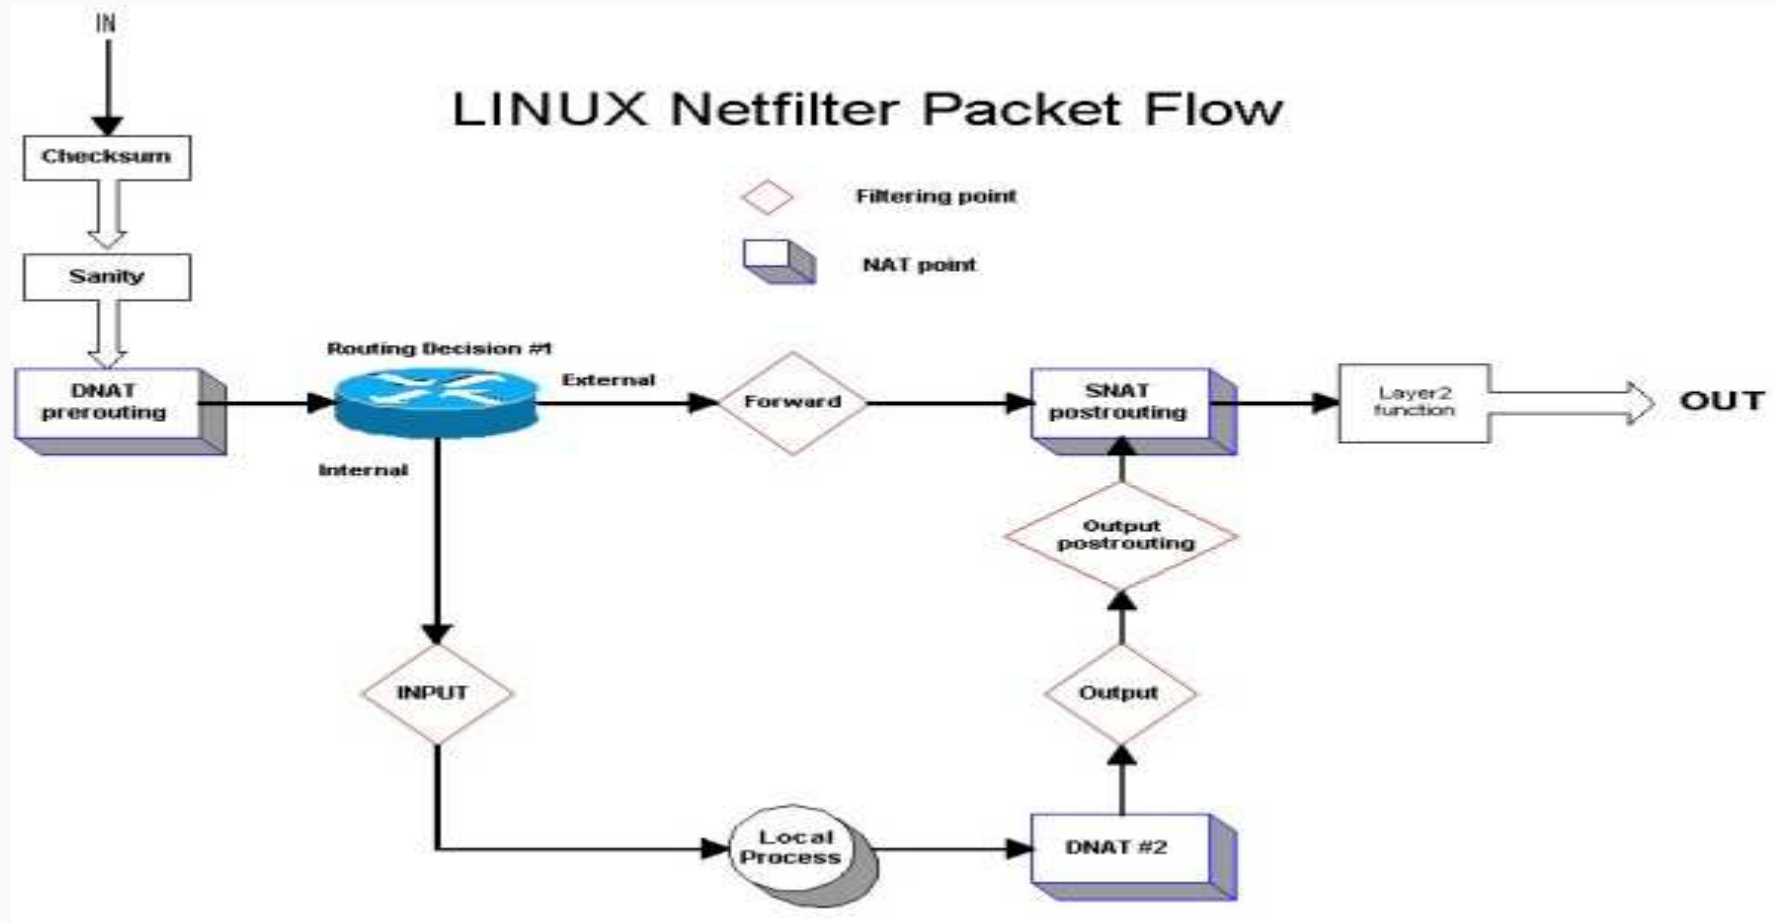 IN
LINUX Netfilter Packet Flow
Checksum
Filtering point
Sanity
NAT point
Routing Decision #1
DNAT
prerouting
External
Forward
SNAT
postrouting
Layer2
function
OUT
Internal
Output
postrouting
INPUT
Output
Local
Process
DNAT #2